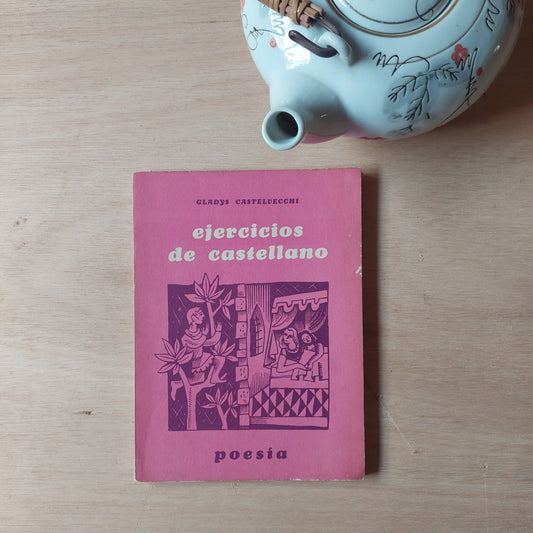 GLADYS CASTELVECCHI
ejercicios
de castellano
poesía